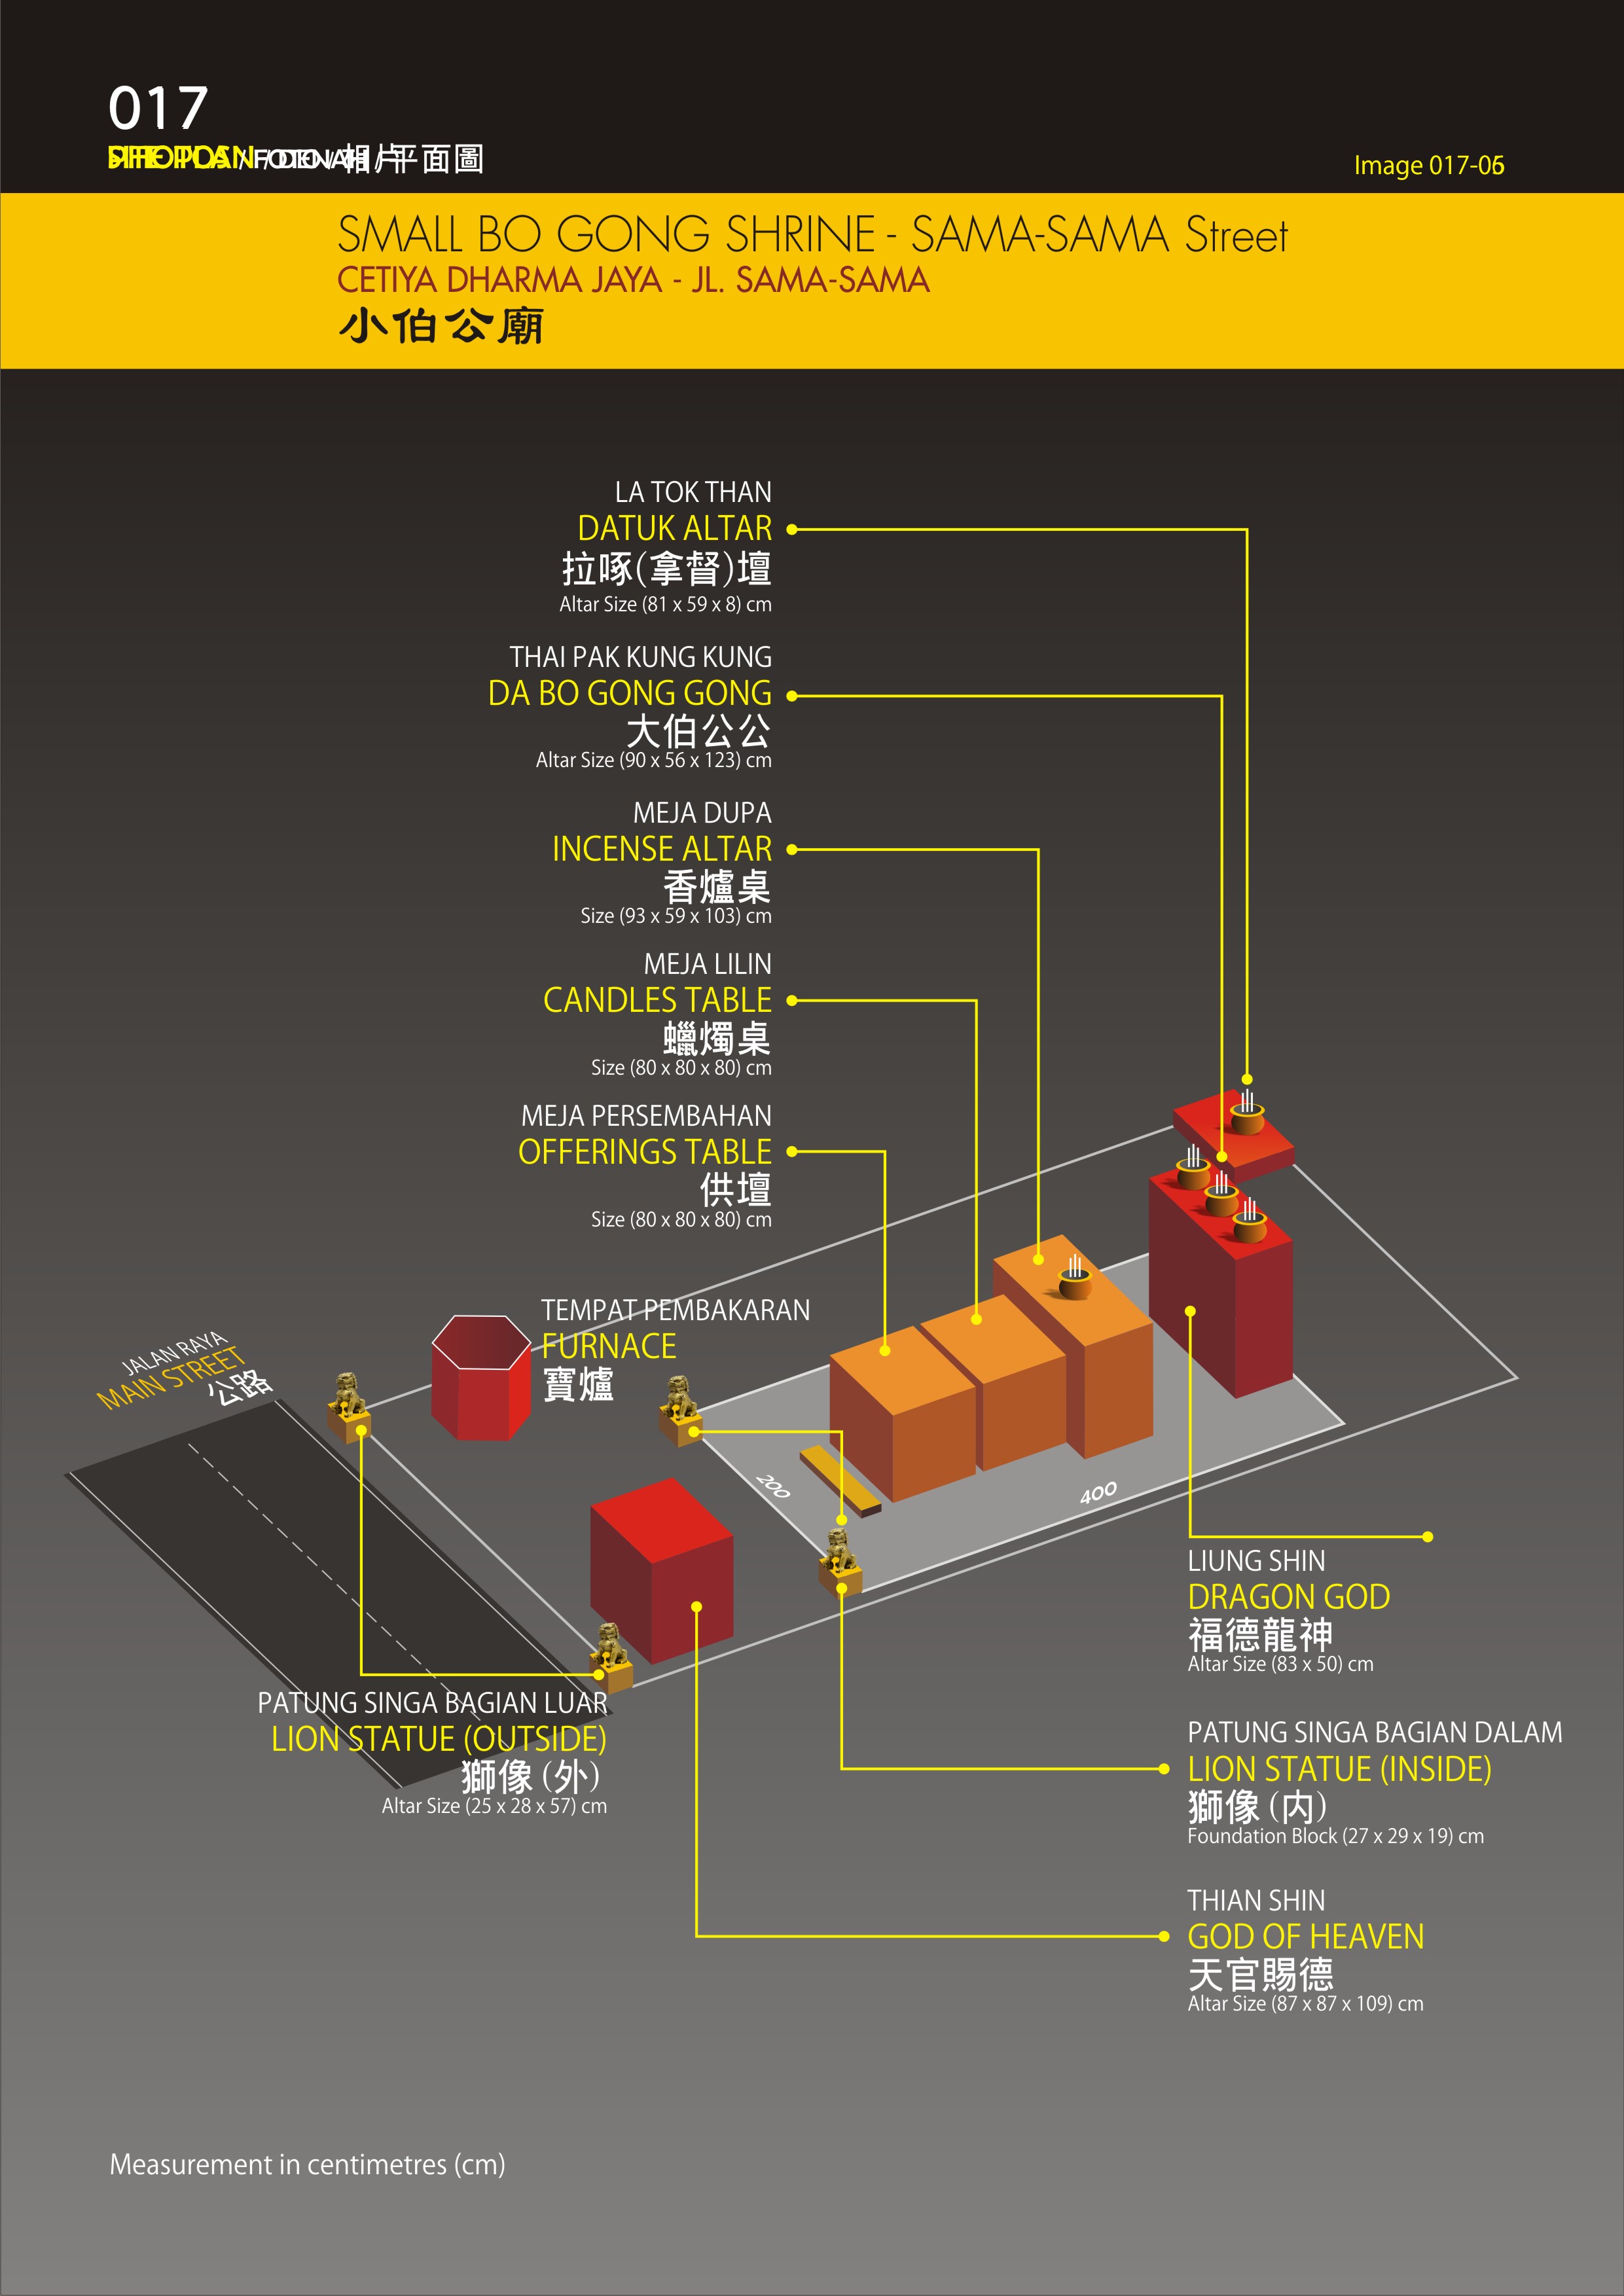 017
平面圖
Image 017-0
SMALL BO GONG SHRINE - SAMA-SAMA Street
CETIYA DHARMA JAYA - JL. SAMA-SAMA
小伯公廟
LA TOK THAN
DATUK ALTAR
拉啄(拿督)壇
Altar Size (81 x 59 x 8) cm
THAI PAK KUNG KUNG
DA BO GONG GONG
大伯公公
Altar Size (90 x 56 x 123) cm
MEJA DUPA
INCENSE ALTAR
香爐桌
Size (93 x 59 x 103) cm
MEJA LILIN
CANDLES TABLE
蠟燭桌
Size (80 x 80 x 80) cm
MEJA PERSEMBAHAN
OFFERINGS TABLE
供壇
Size (80 x 80 x 80) cm
TEMPAT PEMBAKARAN
FURNACE
寶爐
JALAN RAYA
MAIN STREET
公路
200
400
LIUNG SHIN
DRAGON GOD
福德龍神
Altar Size (83 x 50) cm
PATUNG SINGA BAGIAN LUAR
LION STATUE (OUTSIDE)
獅像 (外)
Altar Size (25 x 28 x 57) cm
PATUNG SINGA BAGIAN DALAM
LION STATUE (INSIDE)
獅像 (内)
Foundation Block (27 x 29 x 19) cm
THIAN SHIN
GOD OF HEAVEN
天官賜德
Altar Size (87 x 87 x 109) cm
Measurement in centimetres (cm)